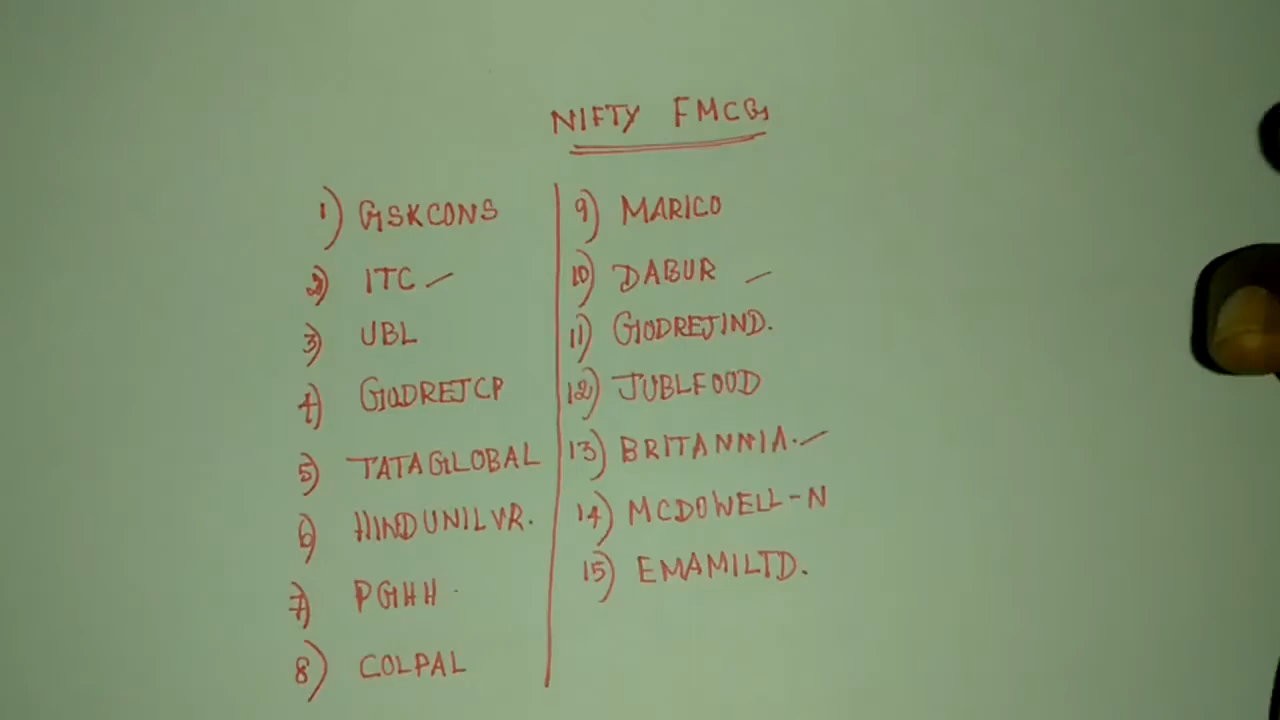 NIFTY FMCG
1) GSKCONS
2) ITC
3) UBL
4) GODREJCP
5) TATAGLOBAL
6) HINDUNILVR.
7) PGHH
8) COLPAL
9) MARICO
10) DABUR
11) GODREJIND.
12) JUBLFOOD
13) BRITANNIA.
14) MCDOWELL-N
15) EMAMILTD.